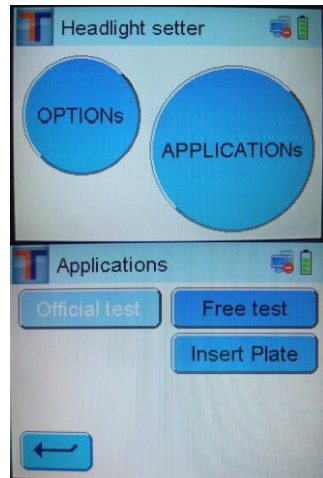 Headlight setter
OPTIONs
APPLICATIONs
Applications
Official test
Free test
Insert Plate